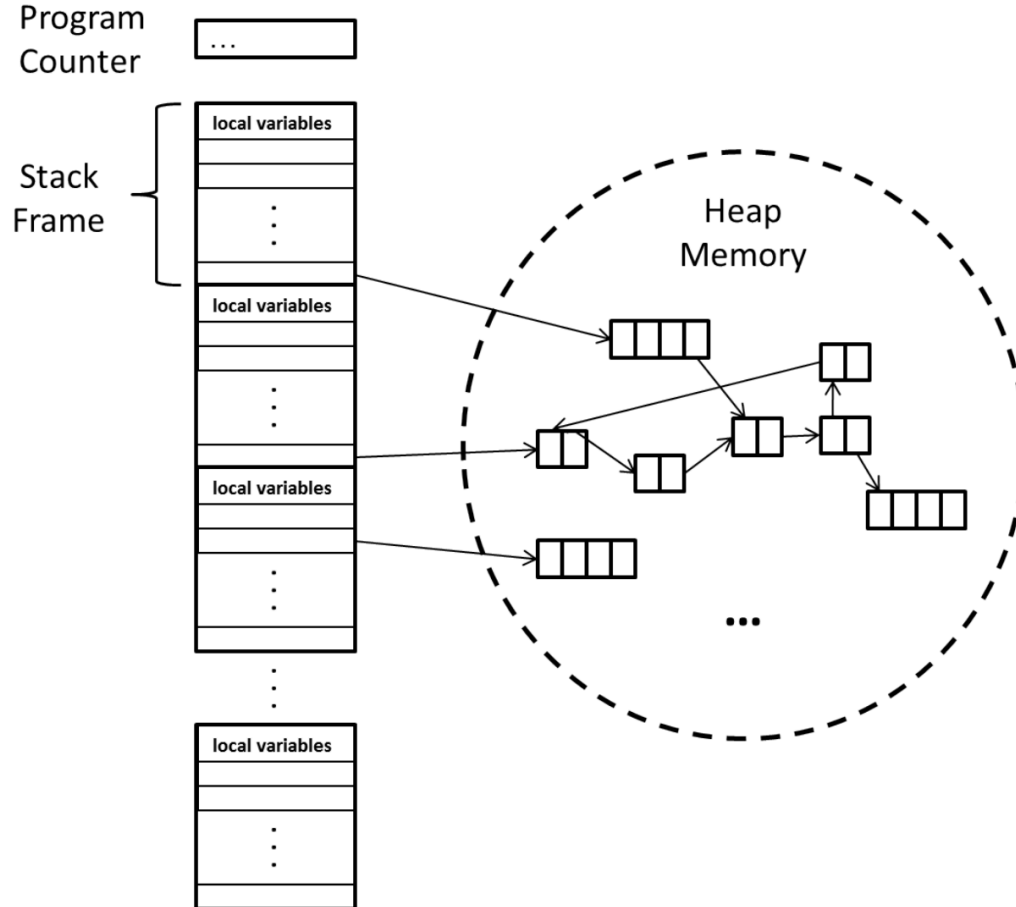 Program
Counter
...
local variables
Stack
Frame
Heap
Memory
local variables
local variables
...
local variables